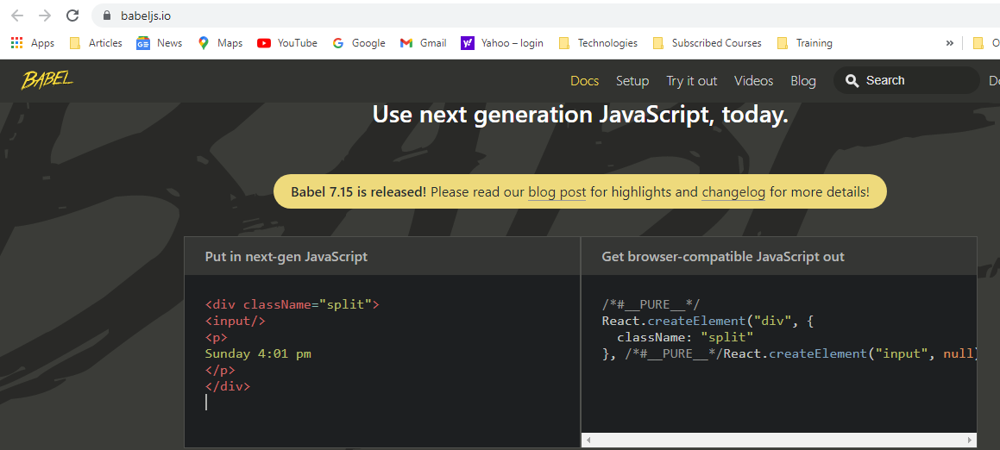 babeljs.io
Apps Articles News Maps YouTube Google Gmail Yahoo – login Technologies Subscribed Courses Training » O
BABEL Docs Setup Try it out Videos Blog Search Do
Use next generation JavaScript, today.
Babel 7.15 is released! Please read our blog post for highlights and changelog for more details!
Put in next-gen JavaScript
<div className="split">
<input/>
<p>
Sunday 4:01 pm
</p>
</div>
Get browser-compatible JavaScript out
/*#__PURE__*/
React.createElement("div", {
  className: "split"
}, /*#__PURE__*/React.createElement("input", null)